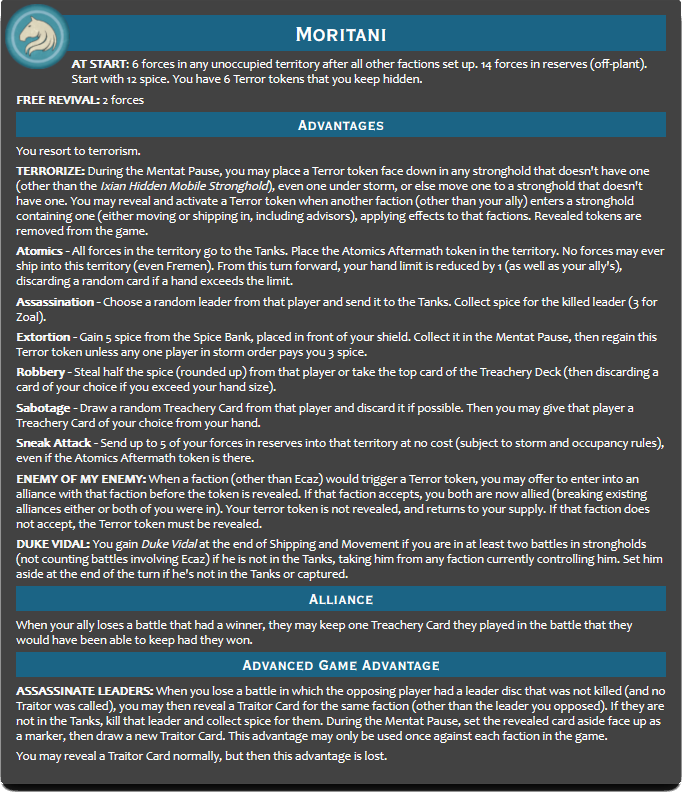 MORITANI
AT START: 6 forces in any unoccupied territory after all other factions set up. 14 forces in reserves (off-plant).
Start with 12 spice. You have 6 Terror tokens that you keep hidden.
FREE REVIVAL: 2 forces
ADVANTAGES
You resort to terrorism.
TERRORIZE: During the Mentat Pause, you may place a Terror token face down in any stronghold that doesn't have one
(other than the Ixian Hidden Mobile Stronghold), even one under storm, or else move one to a stronghold that doesn't
have one. You may reveal and activate a Terror token when another faction (other than your ally) enters a stronghold
containing one (either moving or shipping in, including advisors), applying effects to that factions. Revealed tokens are
removed from the game.
Atomics - All forces in the territory go to the Tanks. Place the Atomics Aftermath token in the territory. No forces may ever
ship into this territory (even Fremen). From this turn forward, your hand limit is reduced by 1 (as well as your ally's),
discarding a random card if a hand exceeds the limit.
Assassination - Choose a random leader from that player and send it to the Tanks. Collect spice for the killed leader (3 for
Zoal).
Extortion - Gain 5 spice from the Spice Bank, placed in front of your shield. Collect it in the Mentat Pause, then regain this
Terror token unless any one player in storm order pays you 3 spice.
Robbery - Steal half the spice (rounded up) from that player or take the top card of the Treachery Deck (then discarding a
card of your choice if you exceed your hand size).
Sabotage - Draw a random Treachery Card from that player and discard it if possible. Then you may give that player a
Treachery Card of your choice from your hand.
Sneak Attack - Send up to 5 of your forces in reserves into that territory at no cost (subject to storm and occupancy rules),
even if the Atomics Aftermath token is there.
ENEMY OF MY ENEMY: When a faction (other than Ecaz) would trigger a Terror token, you may offer to enter into an
alliance with that faction before the token is revealed. If that faction accepts, you both are now allied (breaking existing
alliances either or both of you were in). Your terror token is not revealed, and returns to your supply. If that faction does
not accept, the Terror token must be revealed.
DUKE VIDAL: You gain Duke Vidal at the end of Shipping and Movement if you are in at least two battles in strongholds
(not counting battles involving Ecaz) if he is not in the Tanks, taking him from any faction currently controlling him. Set him
aside at the end of the turn if he's not in the Tanks or captured.
ALLIANCE
When your ally loses a battle that had a winner, they may keep one Treachery Card they played in the battle that they
would have been able to keep had they won.
ADVANCED GAME ADVANTAGE
ASSASSINATE LEADERS: When you lose a battle in which the opposing player had a leader disc that was not killed (and no
Traitor was called), you may then reveal a Traitor Card for the same faction (other than the leader you opposed). If they are
not in the Tanks, kill that leader and collect spice for them. During the Mentat Pause, set the revealed card aside face up as
a marker, then draw a new Traitor Card. This advantage may only be used once against each faction in the game.
You may reveal a Traitor Card normally, but then this advantage is lost.